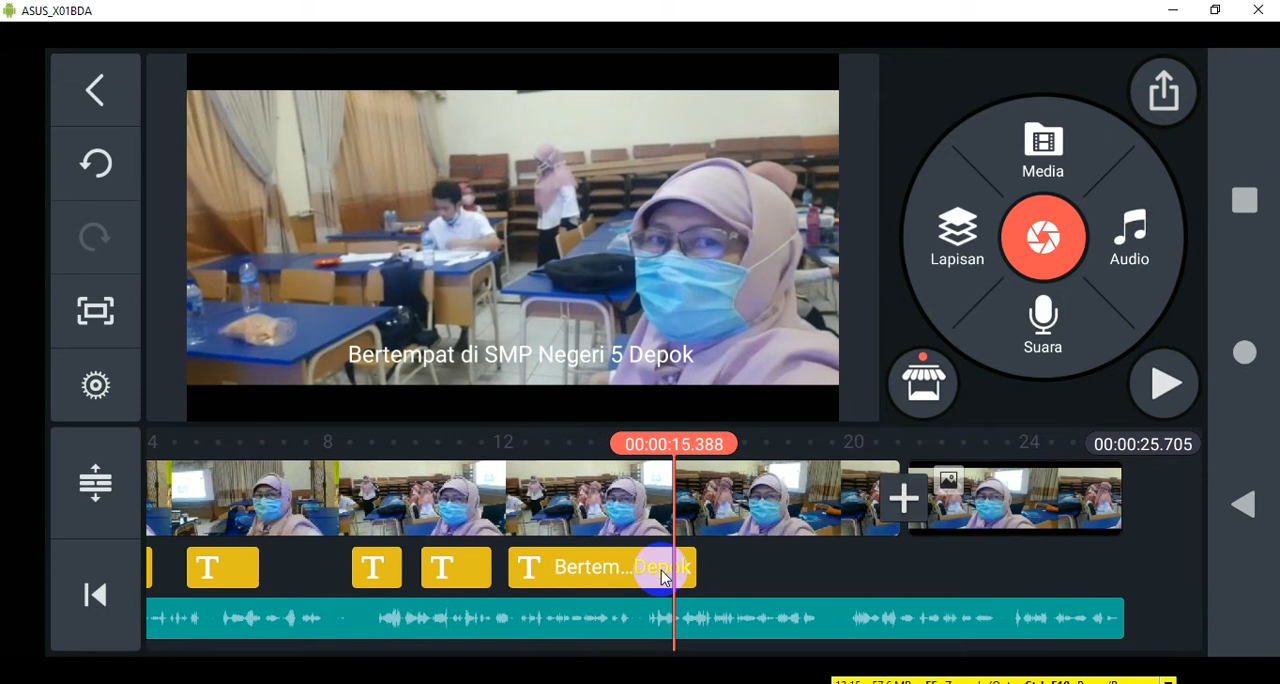 ASUS_X01BDA
Media
Lapisan
Audio
Suara
Bertempat di SMP Negeri 5 Depok
4
8
12
00:00:15.388
20
24
00:00:25.705
T
T
T
T Bertem...Depok